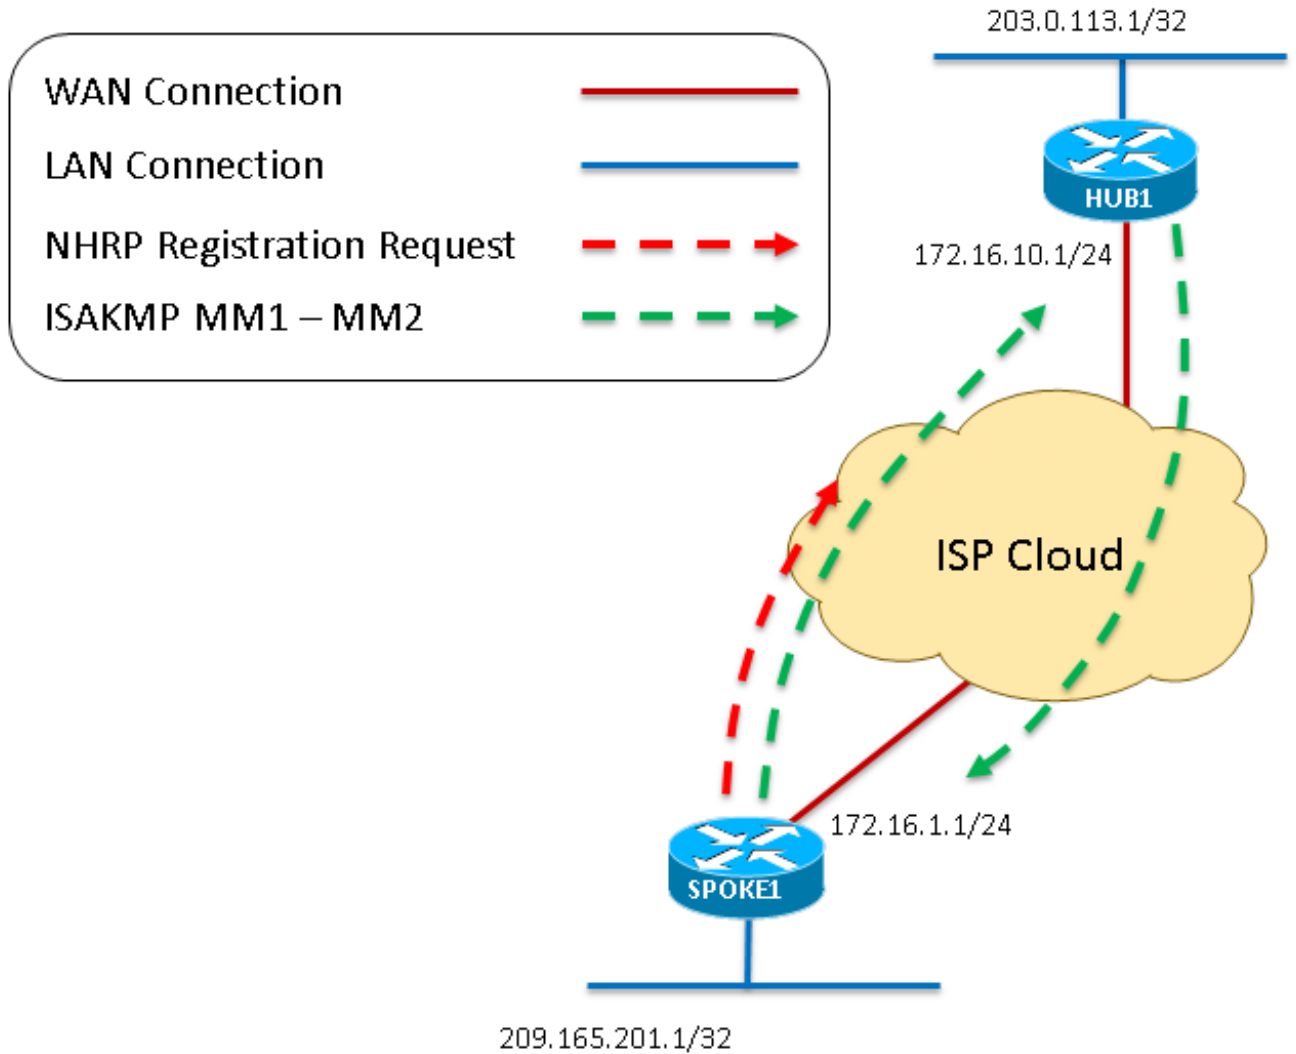 203.0.113.1/32
WAN Connection
LAN Connection
NHRP Registration Request
ISAKMP MM1 – MM2
HUB1
172.16.10.1/24
ISP Cloud
172.16.1.1/24
SPOKE1
209.165.201.1/32